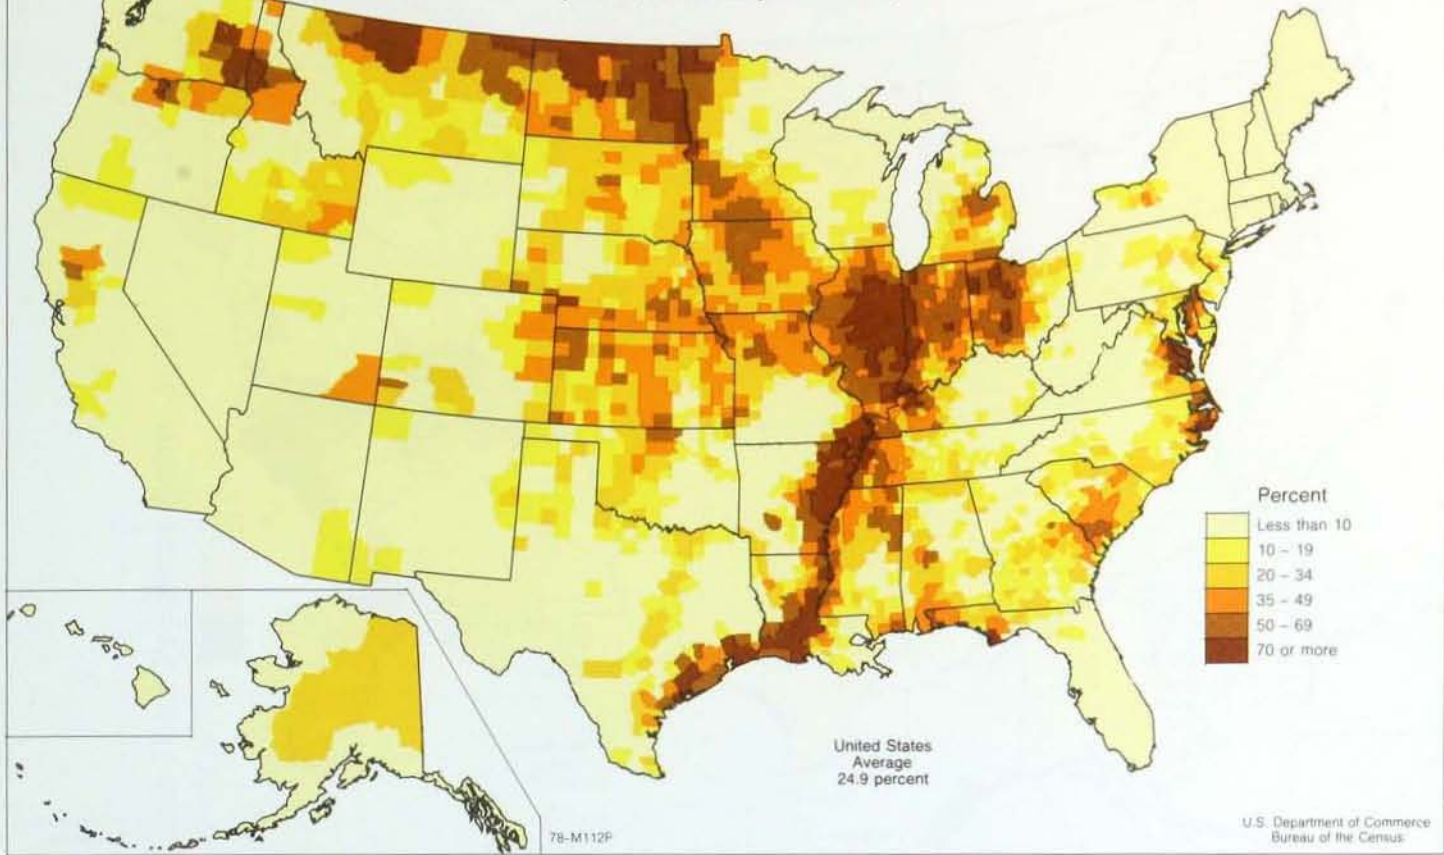 Percent
Less than 10
10 – 19
20 – 34
35 – 49
50 – 69
70 or more
United States
Average
24.9 percent
78-M112P
U.S. Department of Commerce
Bureau of the Census